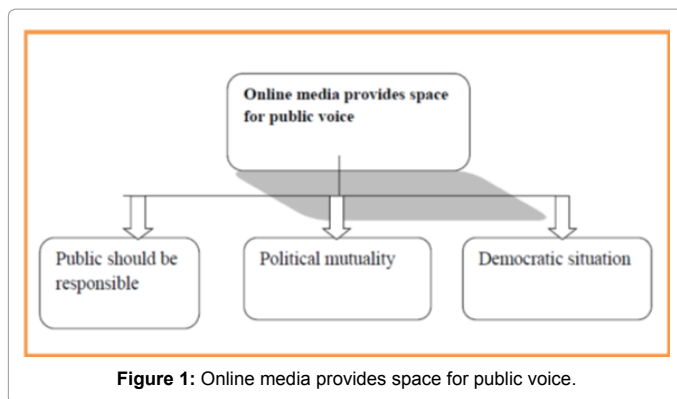 Online media provides space
for public voice
Public should be
responsible
Political mutuality
Democratic situation
Figure 1: Online media provides space for public voice.